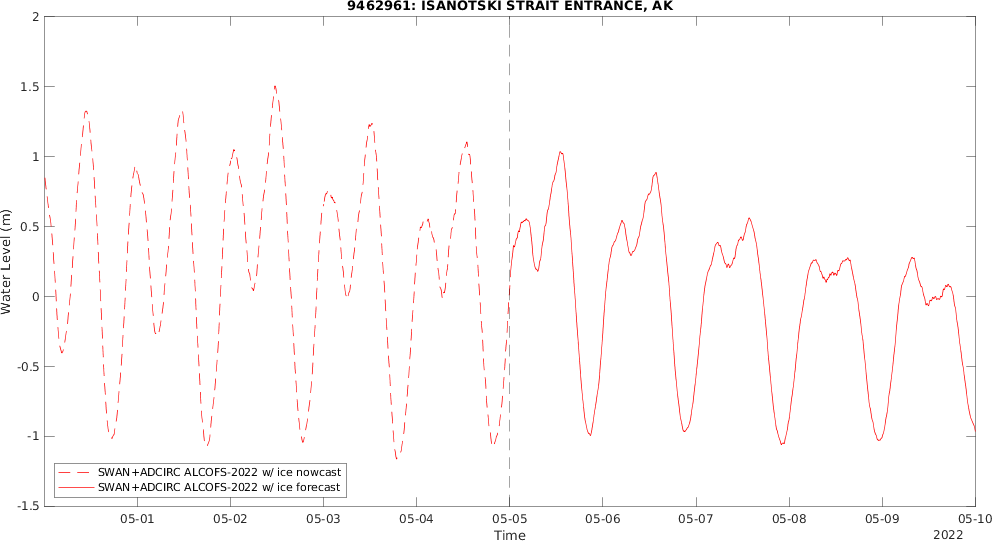 9462961: ISANOTSKI STRAIT ENTRANCE, AK
2
1.5
1
0.5
0
-0.5
-1
-1.5
Water Level (m)
SWAN+ADCIRC ALCOFS-2022 w/ ice nowcast
SWAN+ADCIRC ALCOFS-2022 w/ ice forecast
05-01 05-02 05-03 05-04 05-05 05-06 05-07 05-08 05-09 05-10
Time
2022